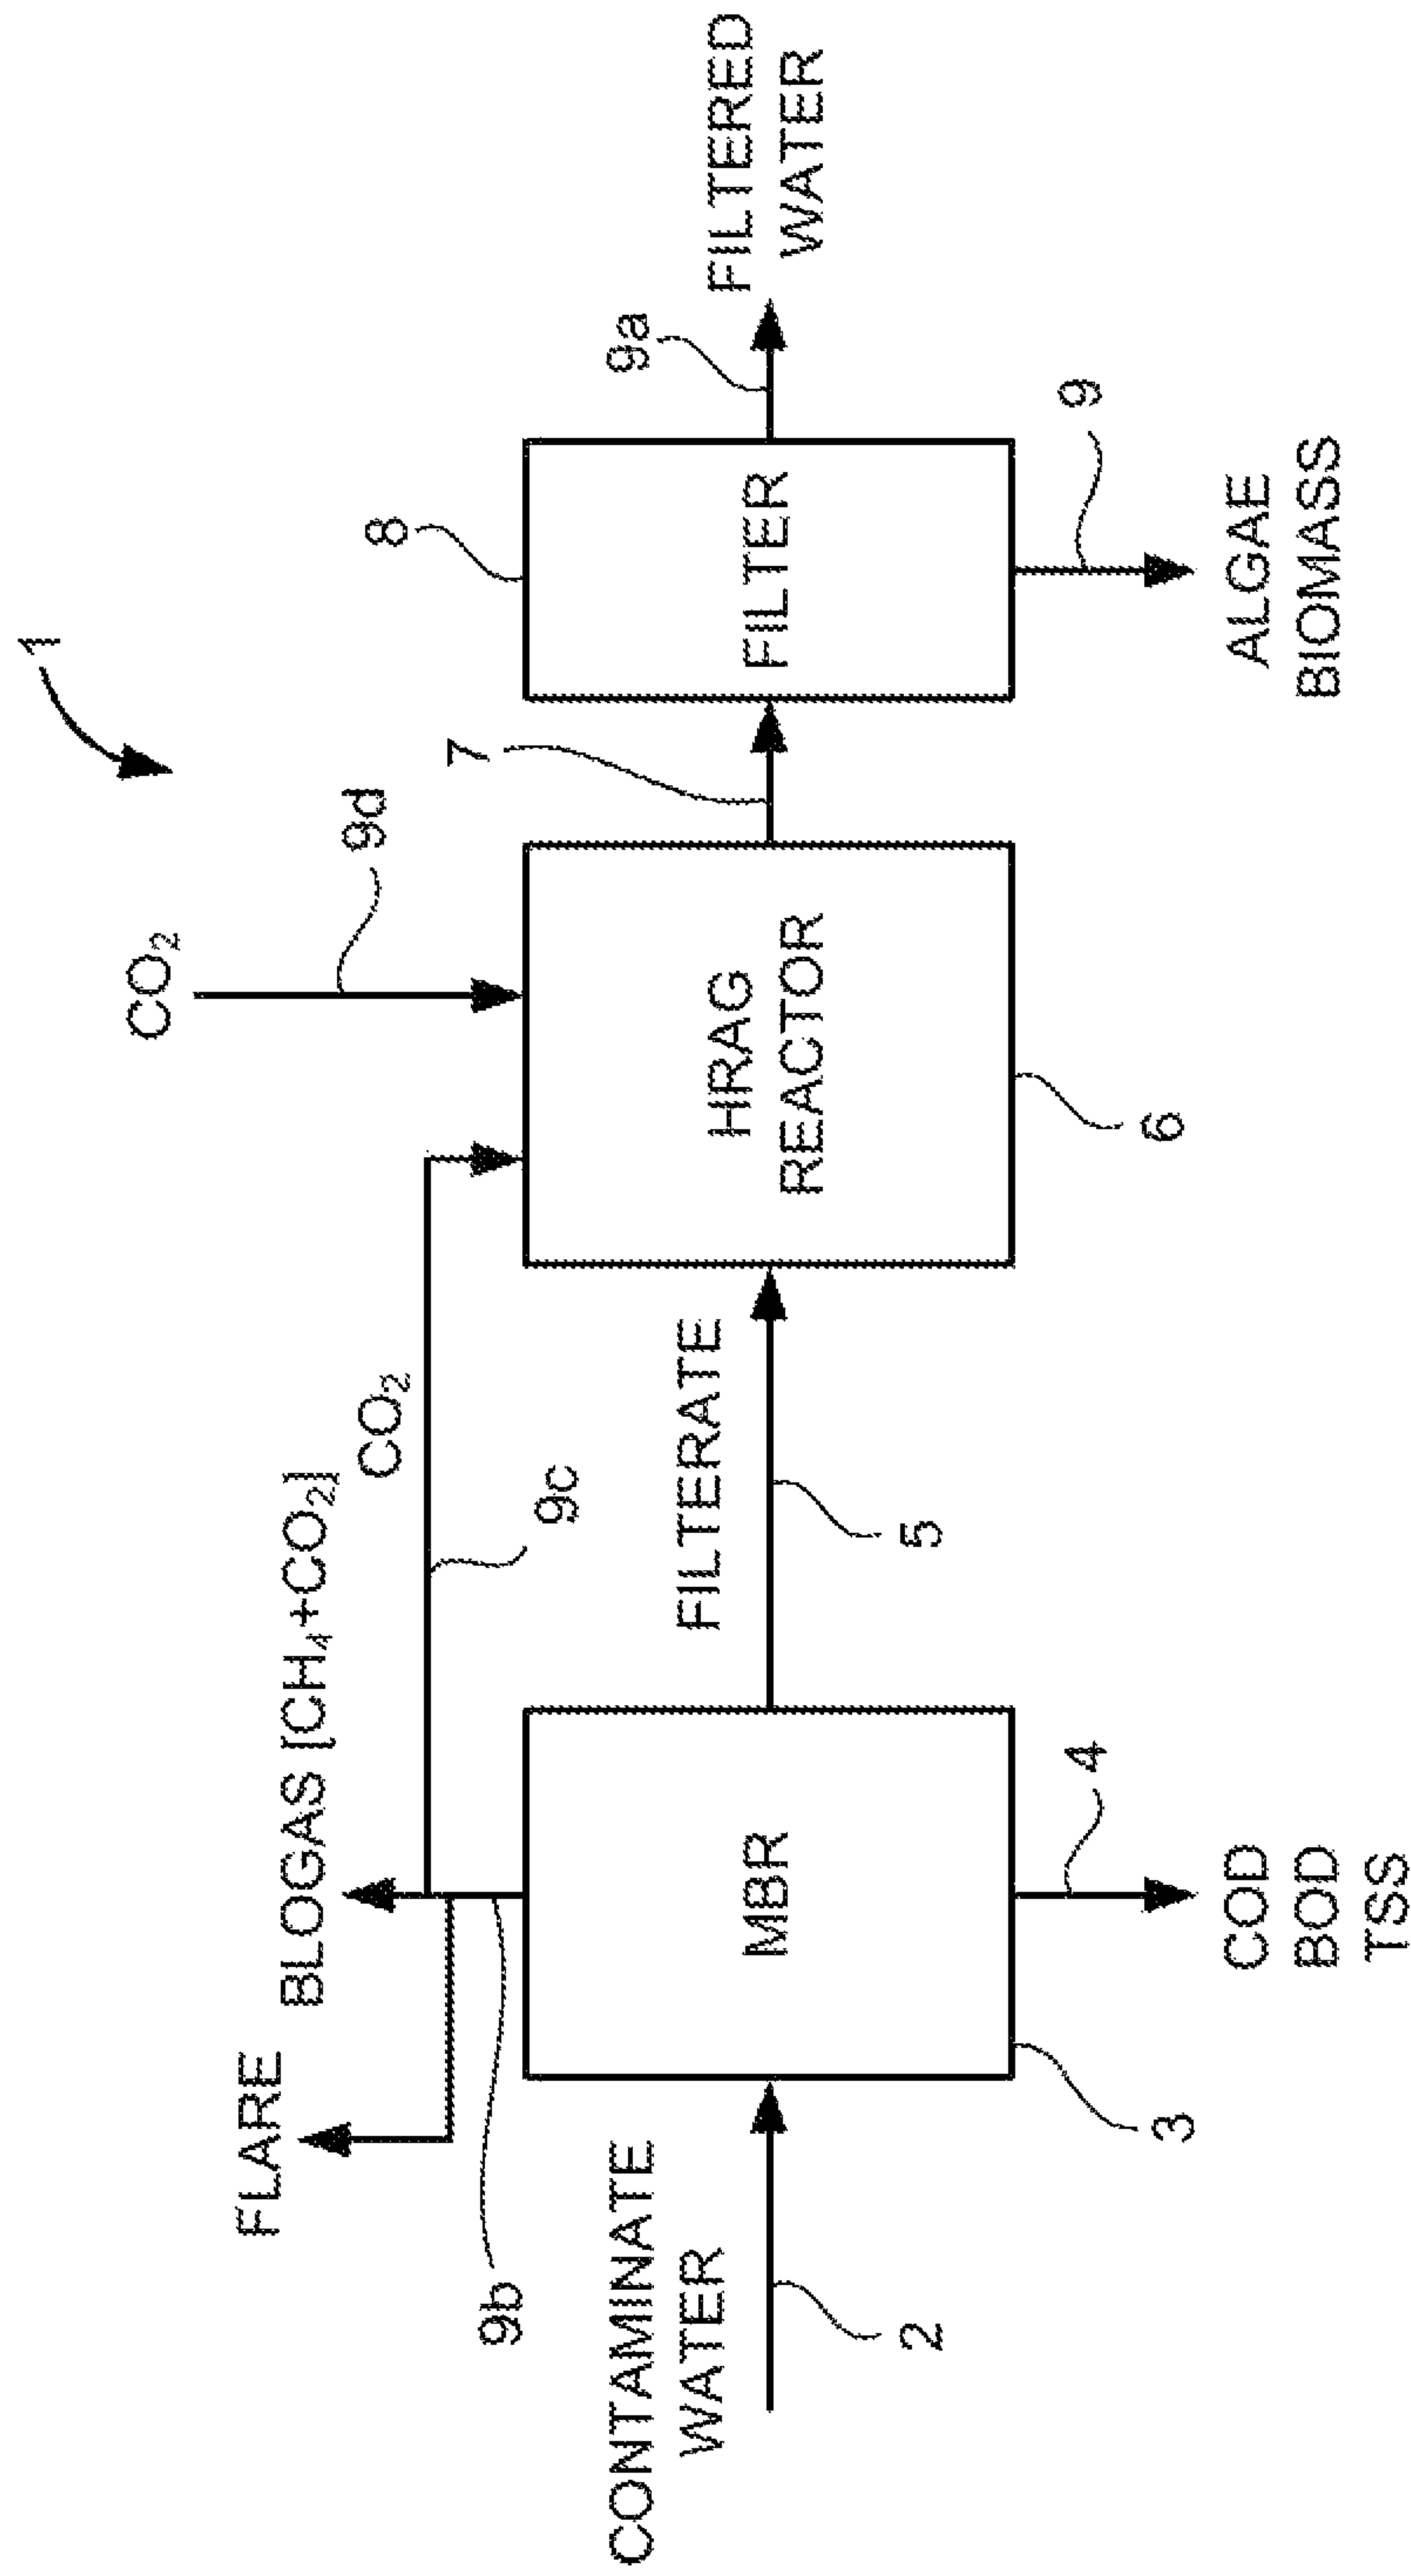 1
CO₂
9d
FLARE
BLOGAS [CH₄+CO₂]
CO₂
9c
9b
7
8
9a
CONTAMINATE
WATER
2
MBR
3
FILTERATE
5
HRAG
REACTOR
6
FILTER
FILTERED
WATER
4
COD
BOD
TSS
9
ALGAE
BIOMASS